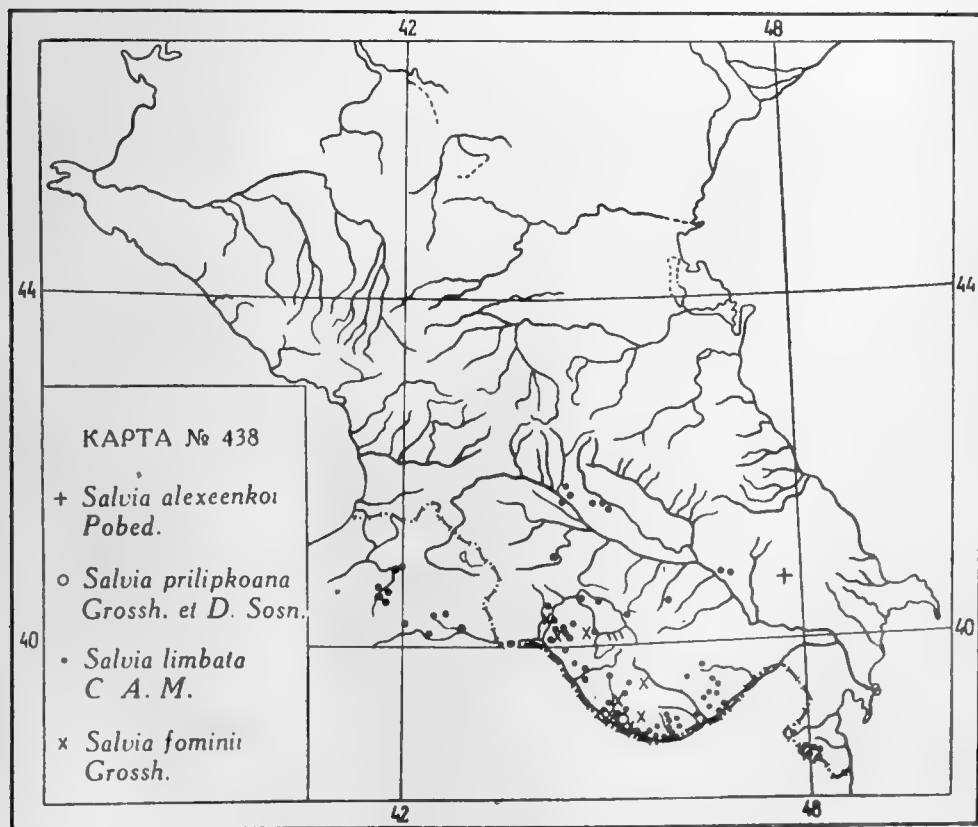 42 48
44 44
КАРТА № 438
+ Salvia alexeenkoi
Pobed.
o Salvia prilipkoana
Grossh. et D. Sosn.
• Salvia limbata
C A. M.
x Salvia fominii
Grossh.
40 40
42 48